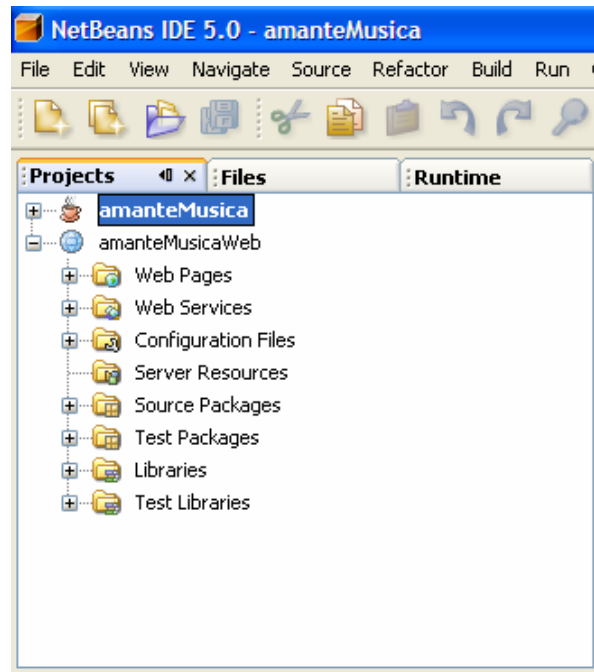 NetBeans IDE 5.0 - amanteMusica
File Edit View Navigate Source Refactor Build Run
Projects Files Runtime
amanteMusica
amanteMusicaWeb
Web Pages
Web Services
Configuration Files
Server Resources
Source Packages
Test Packages
Libraries
Test Libraries